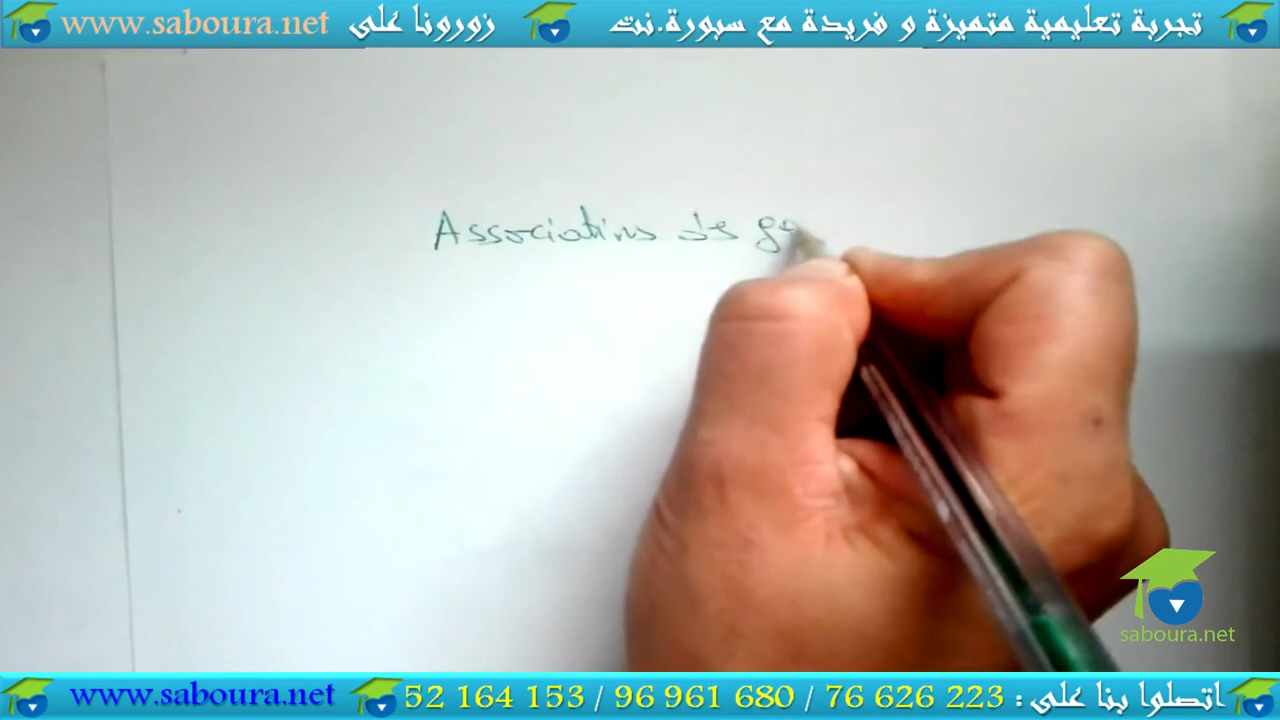 تجربة تعليمية متميزة و فريدة مع سبورة.نت زورونا على www.saboura.net
Associations de
saboura.net
اتصلوا بنا على : 76 626 223 / 96 961 680 / 52 164 153 www.saboura.net